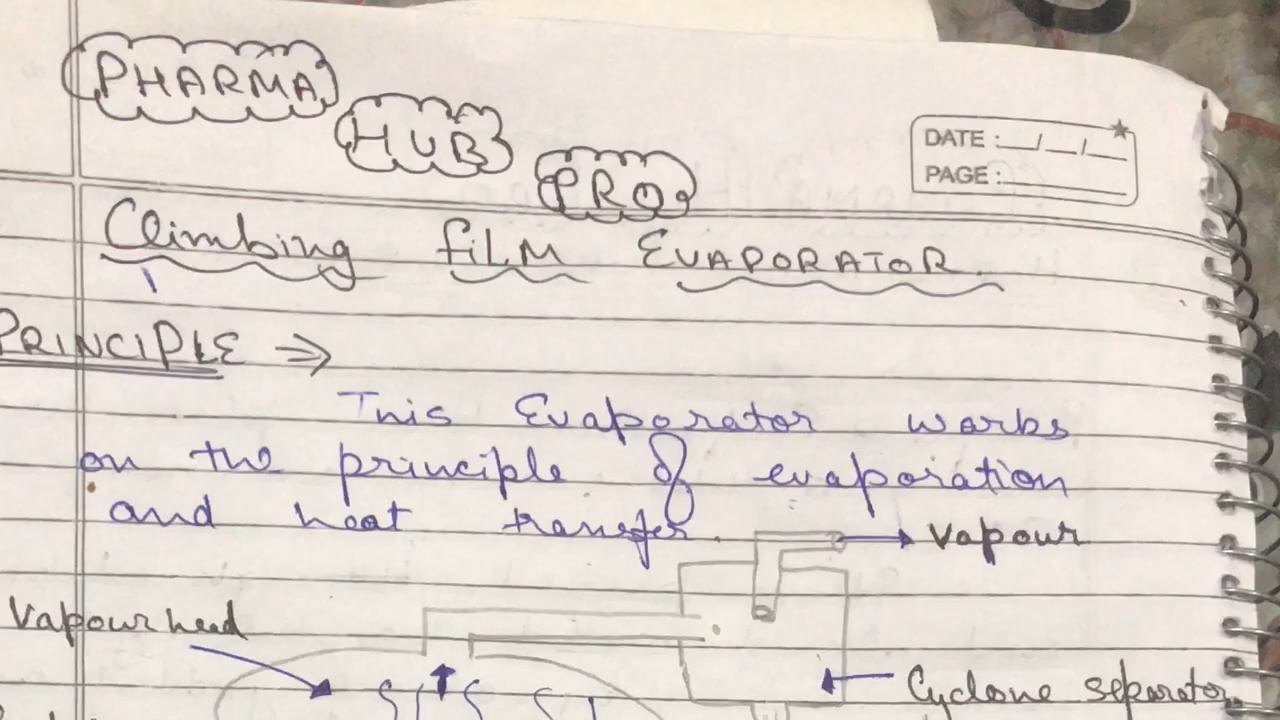 PHARMA
HUB
PRO
DATE : __/__/__
PAGE : ______
Climbing film EVAPORATOR.
PRINCIPLE ⇒
This Evaporator works
on the principle of evaporation
and heat transfer.
Vapour
Vapour head
Cyclone separator